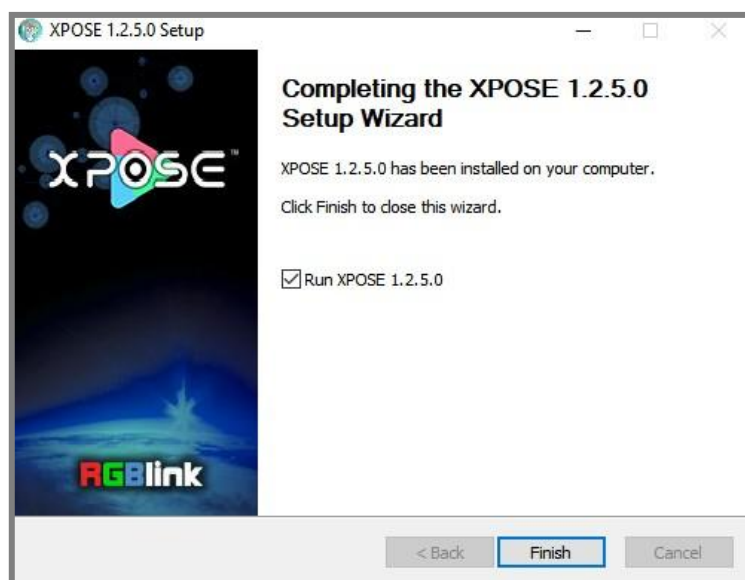 XPOSE 1.2.5.0 Setup
XPOSE™
Completing the XPOSE 1.2.5.0
Setup Wizard
XPOSE 1.2.5.0 has been installed on your computer.
Click Finish to close this wizard.
Run XPOSE 1.2.5.0
RGBlink
< Back
Finish
Cancel